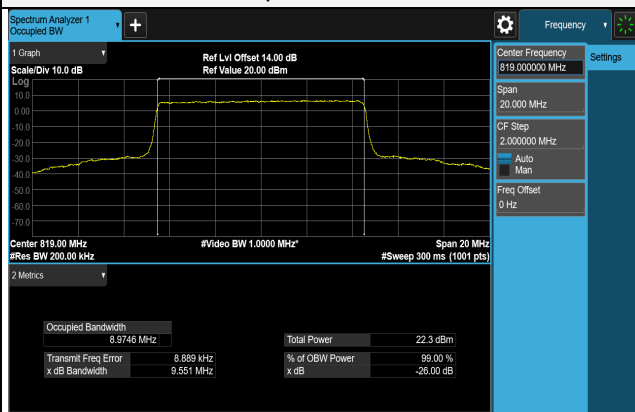 Spectrum Analyzer 1
Occupied BW
+
Frequency
1 Graph
Ref Lvl Offset 14.00 dB
Scale/Div 10.0 dB
Ref Value 20.00 dBm
Log
10.0
0.00
-10.0
-20.0
-30.0
-40.0
-50.0
-60.0
-70.0
Center 819.00 MHz
#Video BW 1.0000 MHz*
Span 20 MHz
#Res BW 200.00 kHz
#Sweep 300 ms (1001 pts)
2 Metrics
Occupied Bandwidth
8.9746 MHz
Total Power 22.3 dBm
Transmit Freq Error 8.889 kHz
% of OBW Power 99.00 %
x dB Bandwidth 9.551 MHz
x dB -26.00 dB
Center Frequency
819.000000 MHz
Settings
Span
20.000 MHz
CF Step
2.000000 MHz
Auto
Man
Freq Offset
0 Hz